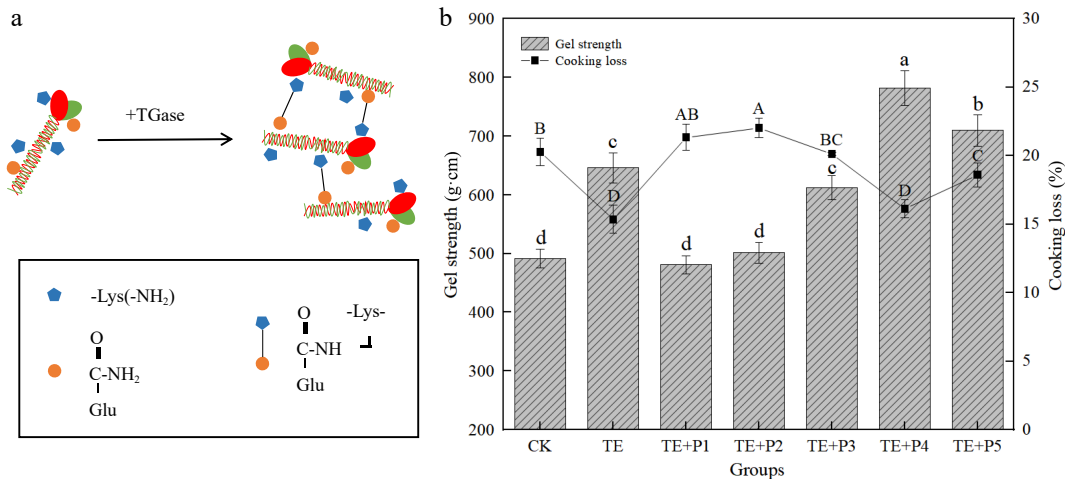 a
+TGase
-Lys(-NH₂)
O
C-NH₂
Glu
-Lys-
O
C-NH
Glu
b
Gel strength
Cooking loss
Gel strength (g·cm)
900
800
700
600
500
400
300
200
Cooking loss (%)
30
25
20
15
10
5
0
B
D
AB
A
BC
D
C
d
c
d
d
c
a
b
CK TE TE+P1 TE+P2 TE+P3 TE+P4 TE+P5
Groups